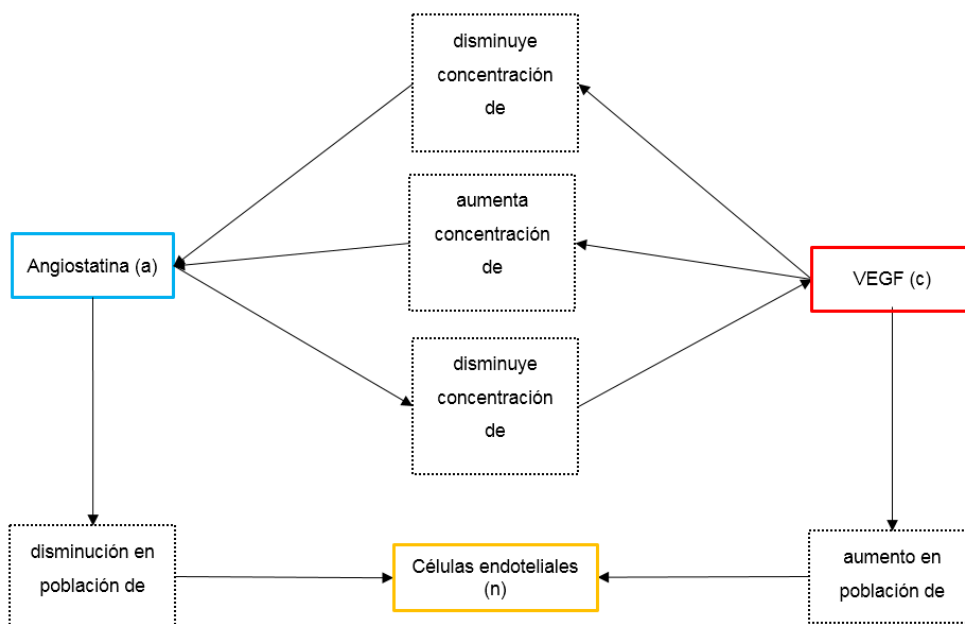 disminuye
concentración
de
aumenta
concentración
de
Angiostatina (a)
VEGF (c)
disminuye
concentración
de
disminución en
población de
Células endoteliales
(n)
aumento en
población de